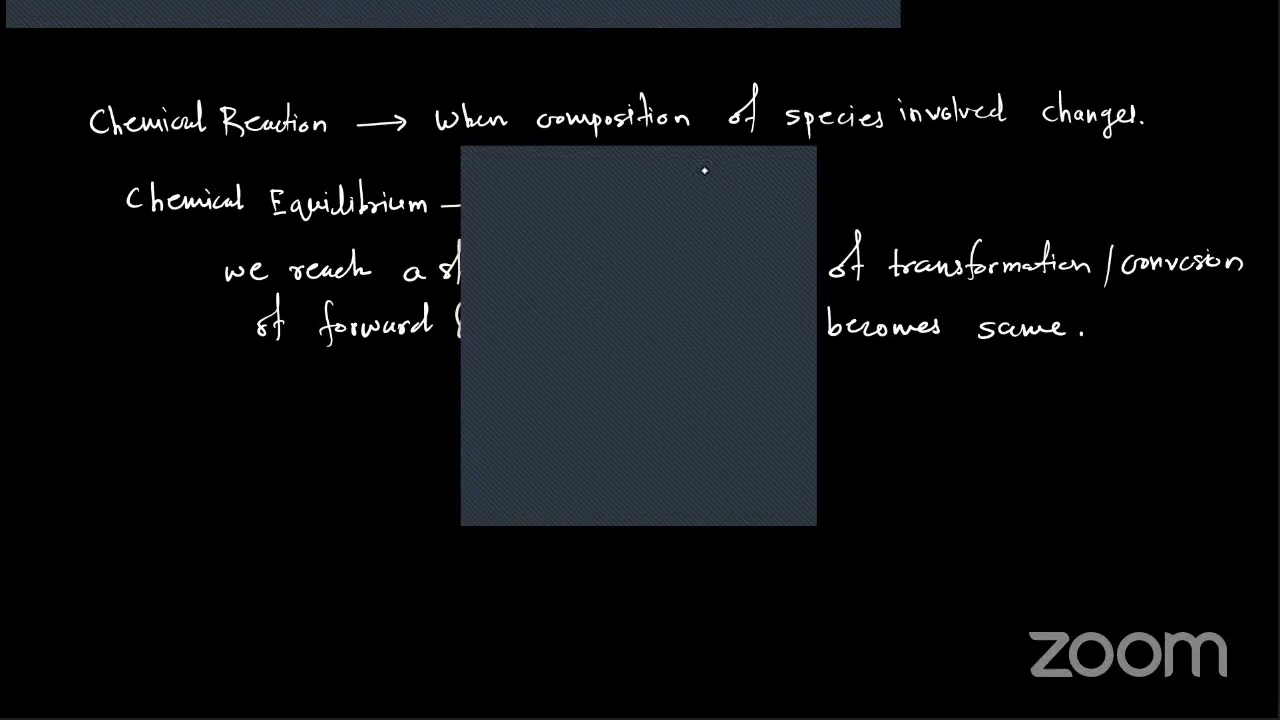 Chemical Reaction → When composition of species involved changes.
Chemical Equilibrium —
we reach a of transformation / conversion
of forward becomes same.
zoom